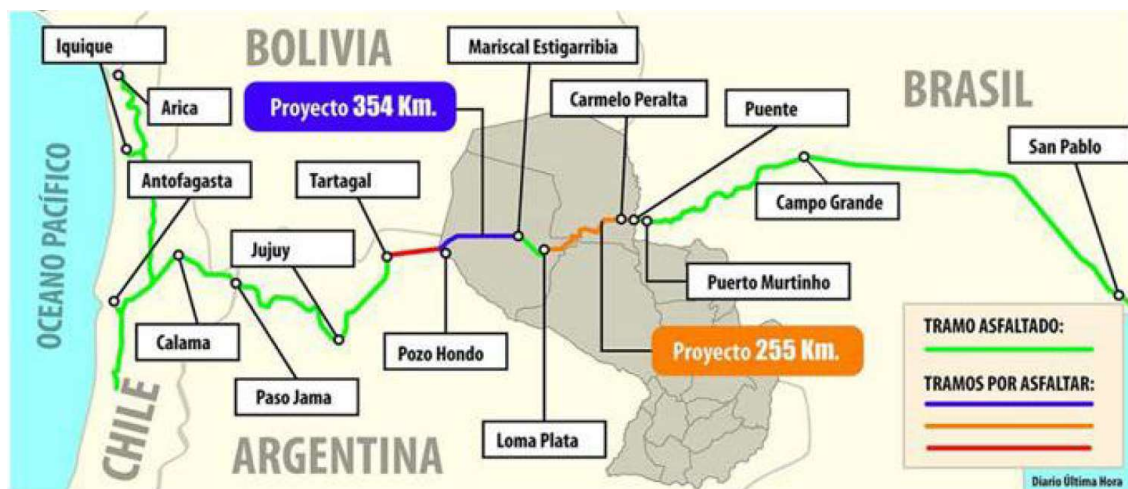 Iquique
BOLIVIA
Mariscal Estigarribia
Arica
Proyecto 354 Km.
Carmelo Peralta
Puente
BRASIL
San Pablo
Antofagasta
Tartagal
Campo Grande
OCEANO PACÍFICO
Jujuy
Puerto Murtinho
Calama
Pozo Hondo
Proyecto 255 Km.
Paso Jama
Loma Plata
CHILE
ARGENTINA
TRAMO ASFALTADO:
TRAMOS POR ASFALTAR:
Diario Última Hora